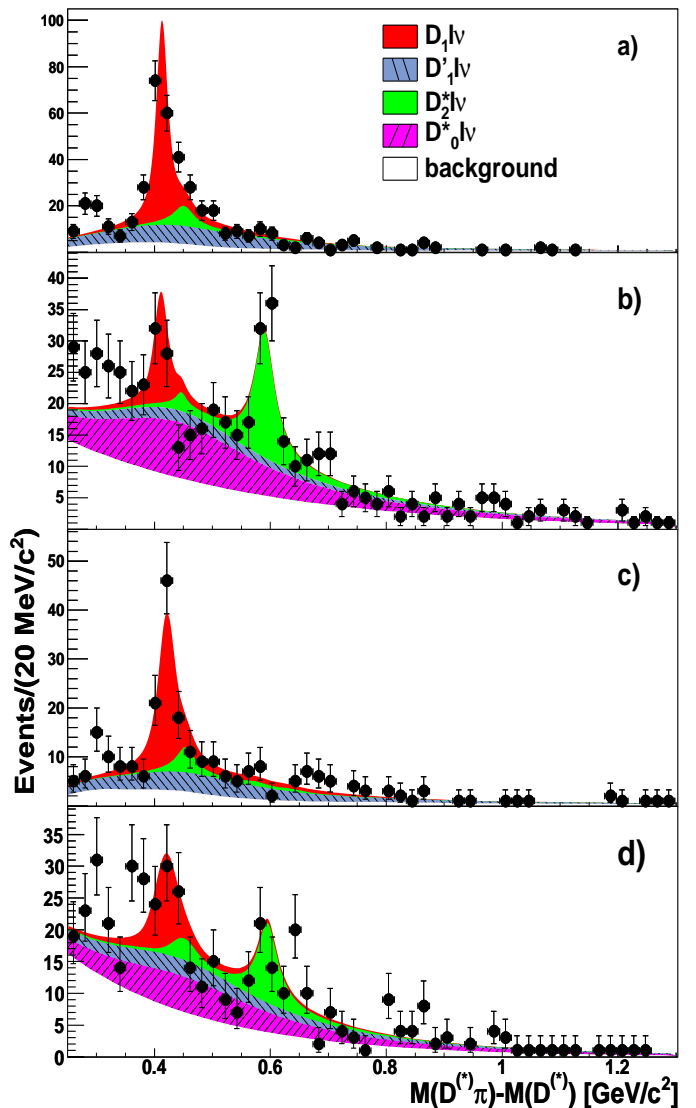 D₁lν
D'₁lν
D*₂lν
D*₀lν
background
a)
100
80
60
40
20
b)
40
35
30
25
20
15
10
5
c)
50
40
30
20
10
d)
35
30
25
20
15
10
5
0
0.4
0.6
0.8
1
1.2
Events/(20 MeV/c²)
M(D⁽*⁾π)-M(D⁽*⁾) [GeV/c²]